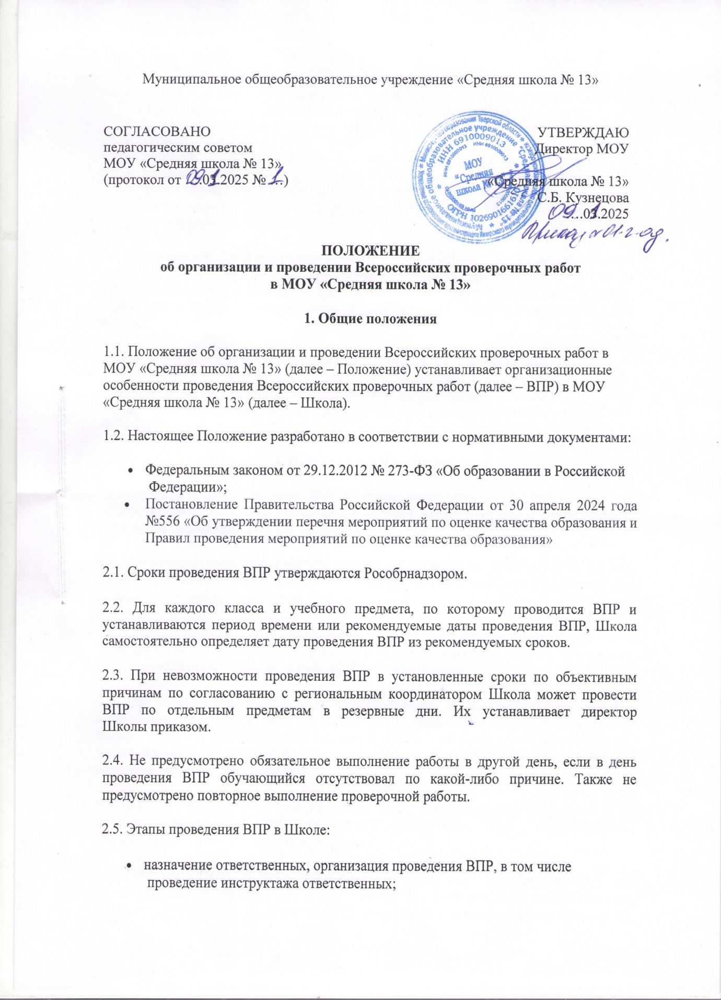 Муниципальное общеобразовательное учреждение «Средняя школа № 13»
СОГЛАСОВАНО
педагогическим советом
МОУ «Средняя школа № 13»
(протокол от 09.01.2025 № 1…)
УТВЕРЖДАЮ
Директор МОУ
«Средняя школа № 13»
С.Б. Кузнецова
09.01.2025
Приказ № 01-г-од.
МОУ
"Средняя
школа № 13"
ИНН 6910009013
ОГРН 1026901661610
ПОЛОЖЕНИЕ
об организации и проведении Всероссийских проверочных работ
в МОУ «Средняя школа № 13»
1. Общие положения
1.1. Положение об организации и проведении Всероссийских проверочных работ в
МОУ «Средняя школа № 13» (далее – Положение) устанавливает организационные
особенности проведения Всероссийских проверочных работ (далее – ВПР) в МОУ
«Средняя школа № 13» (далее – Школа).
1.2. Настоящее Положение разработано в соответствии с нормативными документами:
• Федеральным законом от 29.12.2012 № 273-ФЗ «Об образовании в Российской
Федерации»;
• Постановление Правительства Российской Федерации от 30 апреля 2024 года
№556 «Об утверждении перечня мероприятий по оценке качества образования и
Правил проведения мероприятий по оценке качества образования»
2.1. Сроки проведения ВПР утверждаются Рособрнадзором.
2.2. Для каждого класса и учебного предмета, по которому проводится ВПР и
устанавливаются период времени или рекомендуемые даты проведения ВПР, Школа
самостоятельно определяет дату проведения ВПР из рекомендуемых сроков.
2.3. При невозможности проведения ВПР в установленные сроки по объективным
причинам по согласованию с региональным координатором Школа может провести
ВПР по отдельным предметам в резервные дни. Их устанавливает директор
Школы приказом.
2.4. Не предусмотрено обязательное выполнение работы в другой день, если в день
проведения ВПР обучающийся отсутствовал по какой-либо причине. Также не
предусмотрено повторное выполнение проверочной работы.
2.5. Этапы проведения ВПР в Школе:
• назначение ответственных, организация проведения ВПР, в том числе
проведение инструктажа ответственных;